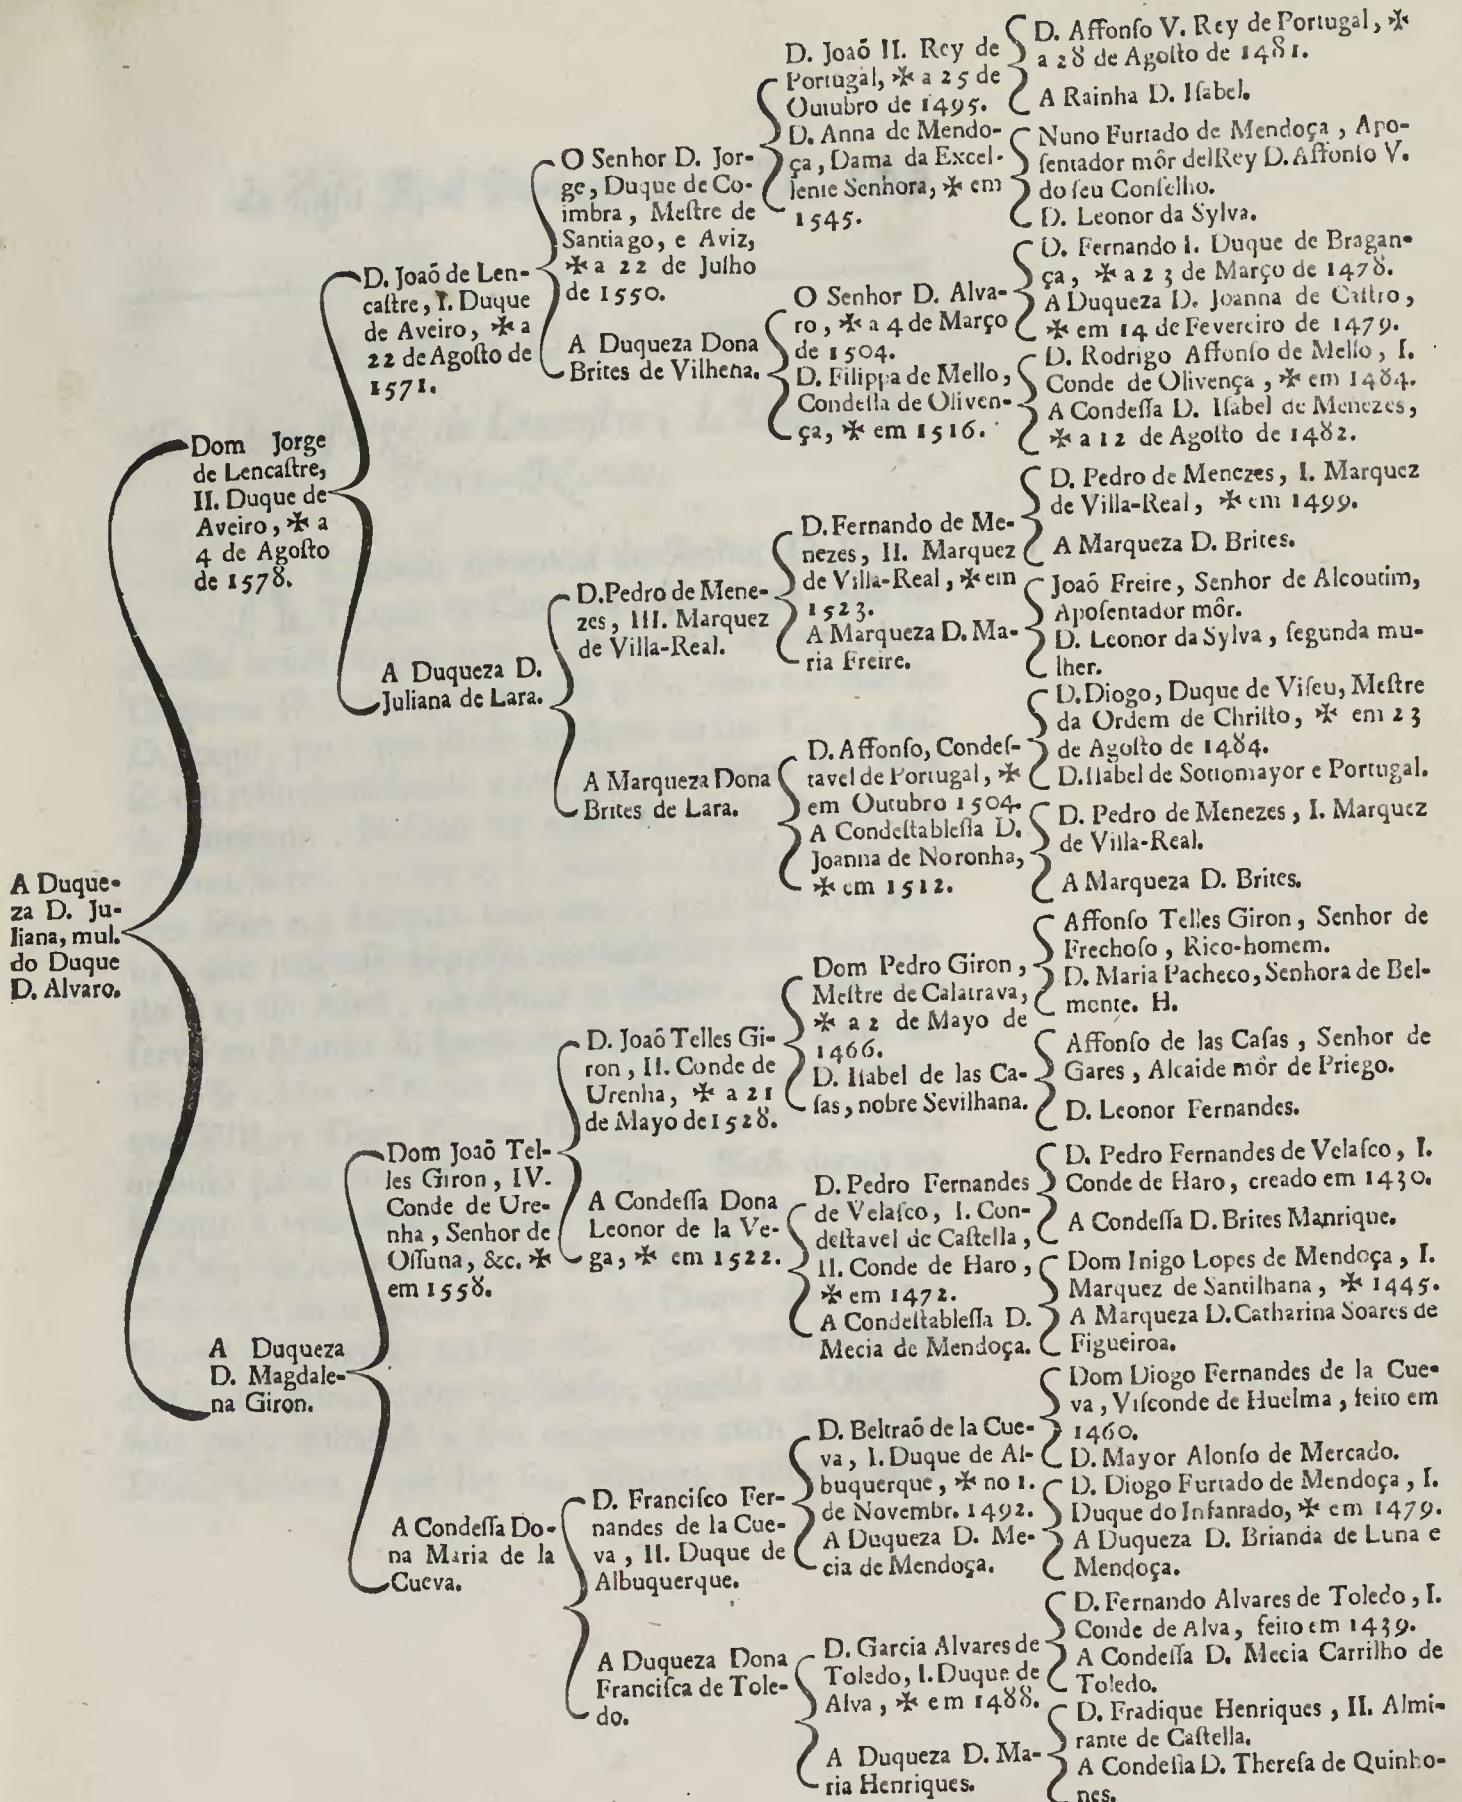 A Duque-
za D. Ju-
liana, mul.
do Duque
D. Alvaro.
Dom Jorge
de Lencaſtre,
II. Duque de
Aveiro, ✠ a
4 de Agoſto
de 1578.
A Duqueza
D. Magdale-
na Giron.
D. Joaõ de Len-
caſtre, I. Duque
de Aveiro, ✠ a
22 de Agoſto de
1571.
A Duqueza D.
Juliana de Lara.
Dom Joaõ Tel-
les Giron, IV.
Conde de Ure-
nha, Senhor de
Oſſuna, &c. ✠
em 1558.
A Condeſſa Do-
na Maria de la
Cueva.
O Senhor D. Jor-
ge, Duque de Co-
imbra, Meſtre de
Santiago, e Aviz,
✠ a 22 de Julho
de 1550.
A Duqueza Dona
Brites de Vilhena.
D. Pedro de Mene-
zes, III. Marquez
de Villa-Real.
A Marqueza Dona
Brites de Lara.
D. Joaõ Telles Gi-
ron, II. Conde de
Urenha, ✠ a 21
de Mayo de 1528.
A Condeſſa Dona
Leonor de la Ve-
ga, ✠ em 1522.
D. Franciſco Fer-
nandes de la Cue-
va, II. Duque de
Albuquerque.
A Duqueza Dona
Franciſca de Tole-
do.
D. Joaõ II. Rey de
Portugal, ✠ a 25 de
Outubro de 1495.
D. Anna de Mendo-
ça, Dama da Excel-
lente Senhora, ✠ em
1545.
O Senhor D. Alva-
ro, ✠ a 4 de Março
de 1504.
D. Filippa de Mello,
Condeſſa de Oliven-
ça, ✠ em 1516.
D. Fernando de Me-
nezes, II. Marquez
de Villa-Real, ✠ em
1523.
A Marqueza D. Ma-
ria Freire.
D. Affonſo, Condeſ-
tavel de Portugal, ✠
em Outubro 1504.
A Condeſtableſſa D.
Joanna de Noronha,
✠ em 1512.
Dom Pedro Giron,
Meſtre de Calatrava,
✠ a 2 de Mayo de
1466.
D. Iſabel de las Ca-
ſas, nobre Sevilhana.
D. Pedro Fernandes
de Velaſco, I. Con-
deſtavel de Caſtella,
II. Conde de Haro,
✠ em 1472.
A Condeſtableſſa D.
Mecia de Mendoça.
D. Beltraõ de la Cue-
va, I. Duque de Al-
buquerque, ✠ no 1.
de Novembr. 1492.
A Duqueza D. Me-
cia de Mendoça.
D. Garcia Alvares de
Toledo, I. Duque de
Alva, ✠ em 1488.
A Duqueza D. Ma-
ria Henriques.
D. Affonſo V. Rey de Portugal, ✠
a 28 de Agoſto de 1481.
A Rainha D. Iſabel.
Nuno Furtado de Mendoça, Apo-
ſentador môr delRey D. Affonſo V.
do ſeu Conſelho.
D. Leonor da Sylva.
D. Fernando I. Duque de Bragan-
ça, ✠ a 23 de Março de 1478.
A Duqueza D. Joanna de Caſtro,
✠ em 14 de Fevereiro de 1479.
D. Rodrigo Affonſo de Mello, I.
Conde de Olivença, ✠ em 1484.
A Condeſſa D. Iſabel de Menezes,
✠ a 12 de Agoſto de 1482.
D. Pedro de Menezes, I. Marquez
de Villa-Real, ✠ em 1499.
A Marqueza D. Brites.
Joaõ Freire, Senhor de Alcoutim,
Apoſentador môr.
D. Leonor da Sylva, ſegunda mu-
lher.
D. Diogo, Duque de Viſeu, Meſtre
da Ordem de Chriſto, ✠ em 23
de Agoſto de 1484.
D. Iſabel de Sottomayor e Portugal.
D. Pedro de Menezes, I. Marquez
de Villa-Real.
A Marqueza D. Brites.
Affonſo Telles Giron, Senhor de
Frechoſo, Rico-homem.
D. Maria Pacheco, Senhora de Bel-
monte. H.
Affonſo de las Caſas, Senhor de
Gares, Alcaide môr de Priego.
D. Leonor Fernandes.
D. Pedro Fernandes de Velaſco, I.
Conde de Haro, creado em 1430.
A Condeſſa D. Brites Manrique.
Dom Inigo Lopes de Mendoça, I.
Marquez de Santilhana, ✠ 1445.
A Marqueza D. Catharina Soares de
Figueiroa.
Dom Diogo Fernandes de la Cue-
va, Viſconde de Huelma, feito em
1460.
D. Mayor Alonſo de Mercado.
D. Diogo Furtado de Mendoça, I.
Duque do Infantado, ✠ em 1479.
A Duqueza D. Brianda de Luna e
Mendoça.
D. Fernando Alvares de Toledo, I.
Conde de Alva, feito em 1439.
A Condeſſa D. Mecia Carrilho de
Toledo.
D. Fradique Henriques, II. Almi-
rante de Caſtella.
A Condeſſa D. Thereſa de Quinho-
nes.